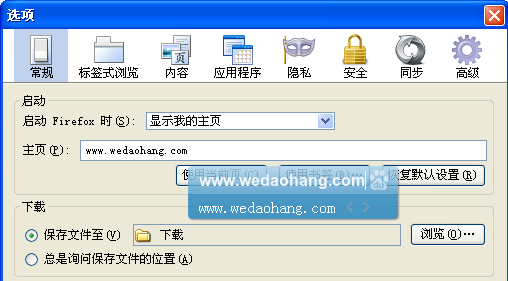 选项
常规 标签式浏览 内容 应用程序 隐私 安全 同步 高级
启动
启动 Firefox 时(S): 显示我的主页
主页(P): www.wedaohang.com
使用当前页(C) 使用书签(B)... 恢复默认设置(R)
www.wedaohang.com
www.wedaohang.com
下载
保存文件至(V) 下载 浏览(O)...
总是询问保存文件的位置(A)